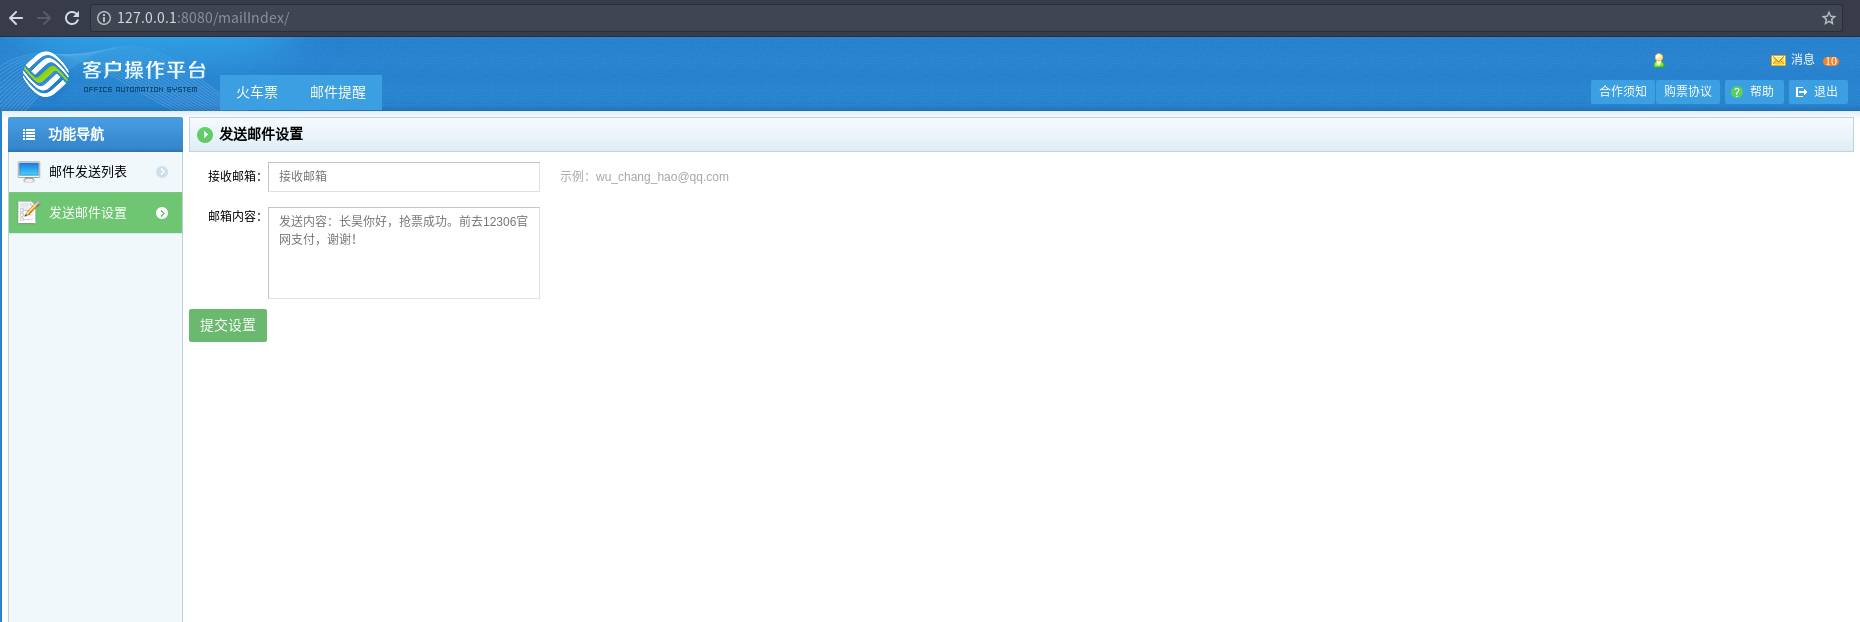 127.0.0.1:8080/mailIndex/
客户操作平台
OFFICE AUTOMATION SYSTEM
火车票
邮件提醒
消息 10
合作须知
购票协议
帮助
退出
功能导航
邮件发送列表
发送邮件设置
发送邮件设置
接收邮箱：
接收邮箱
示例：wu_chang_hao@qq.com
邮箱内容：
发送内容：长昊你好，抢票成功。前去12306官
网支付，谢谢！
提交设置